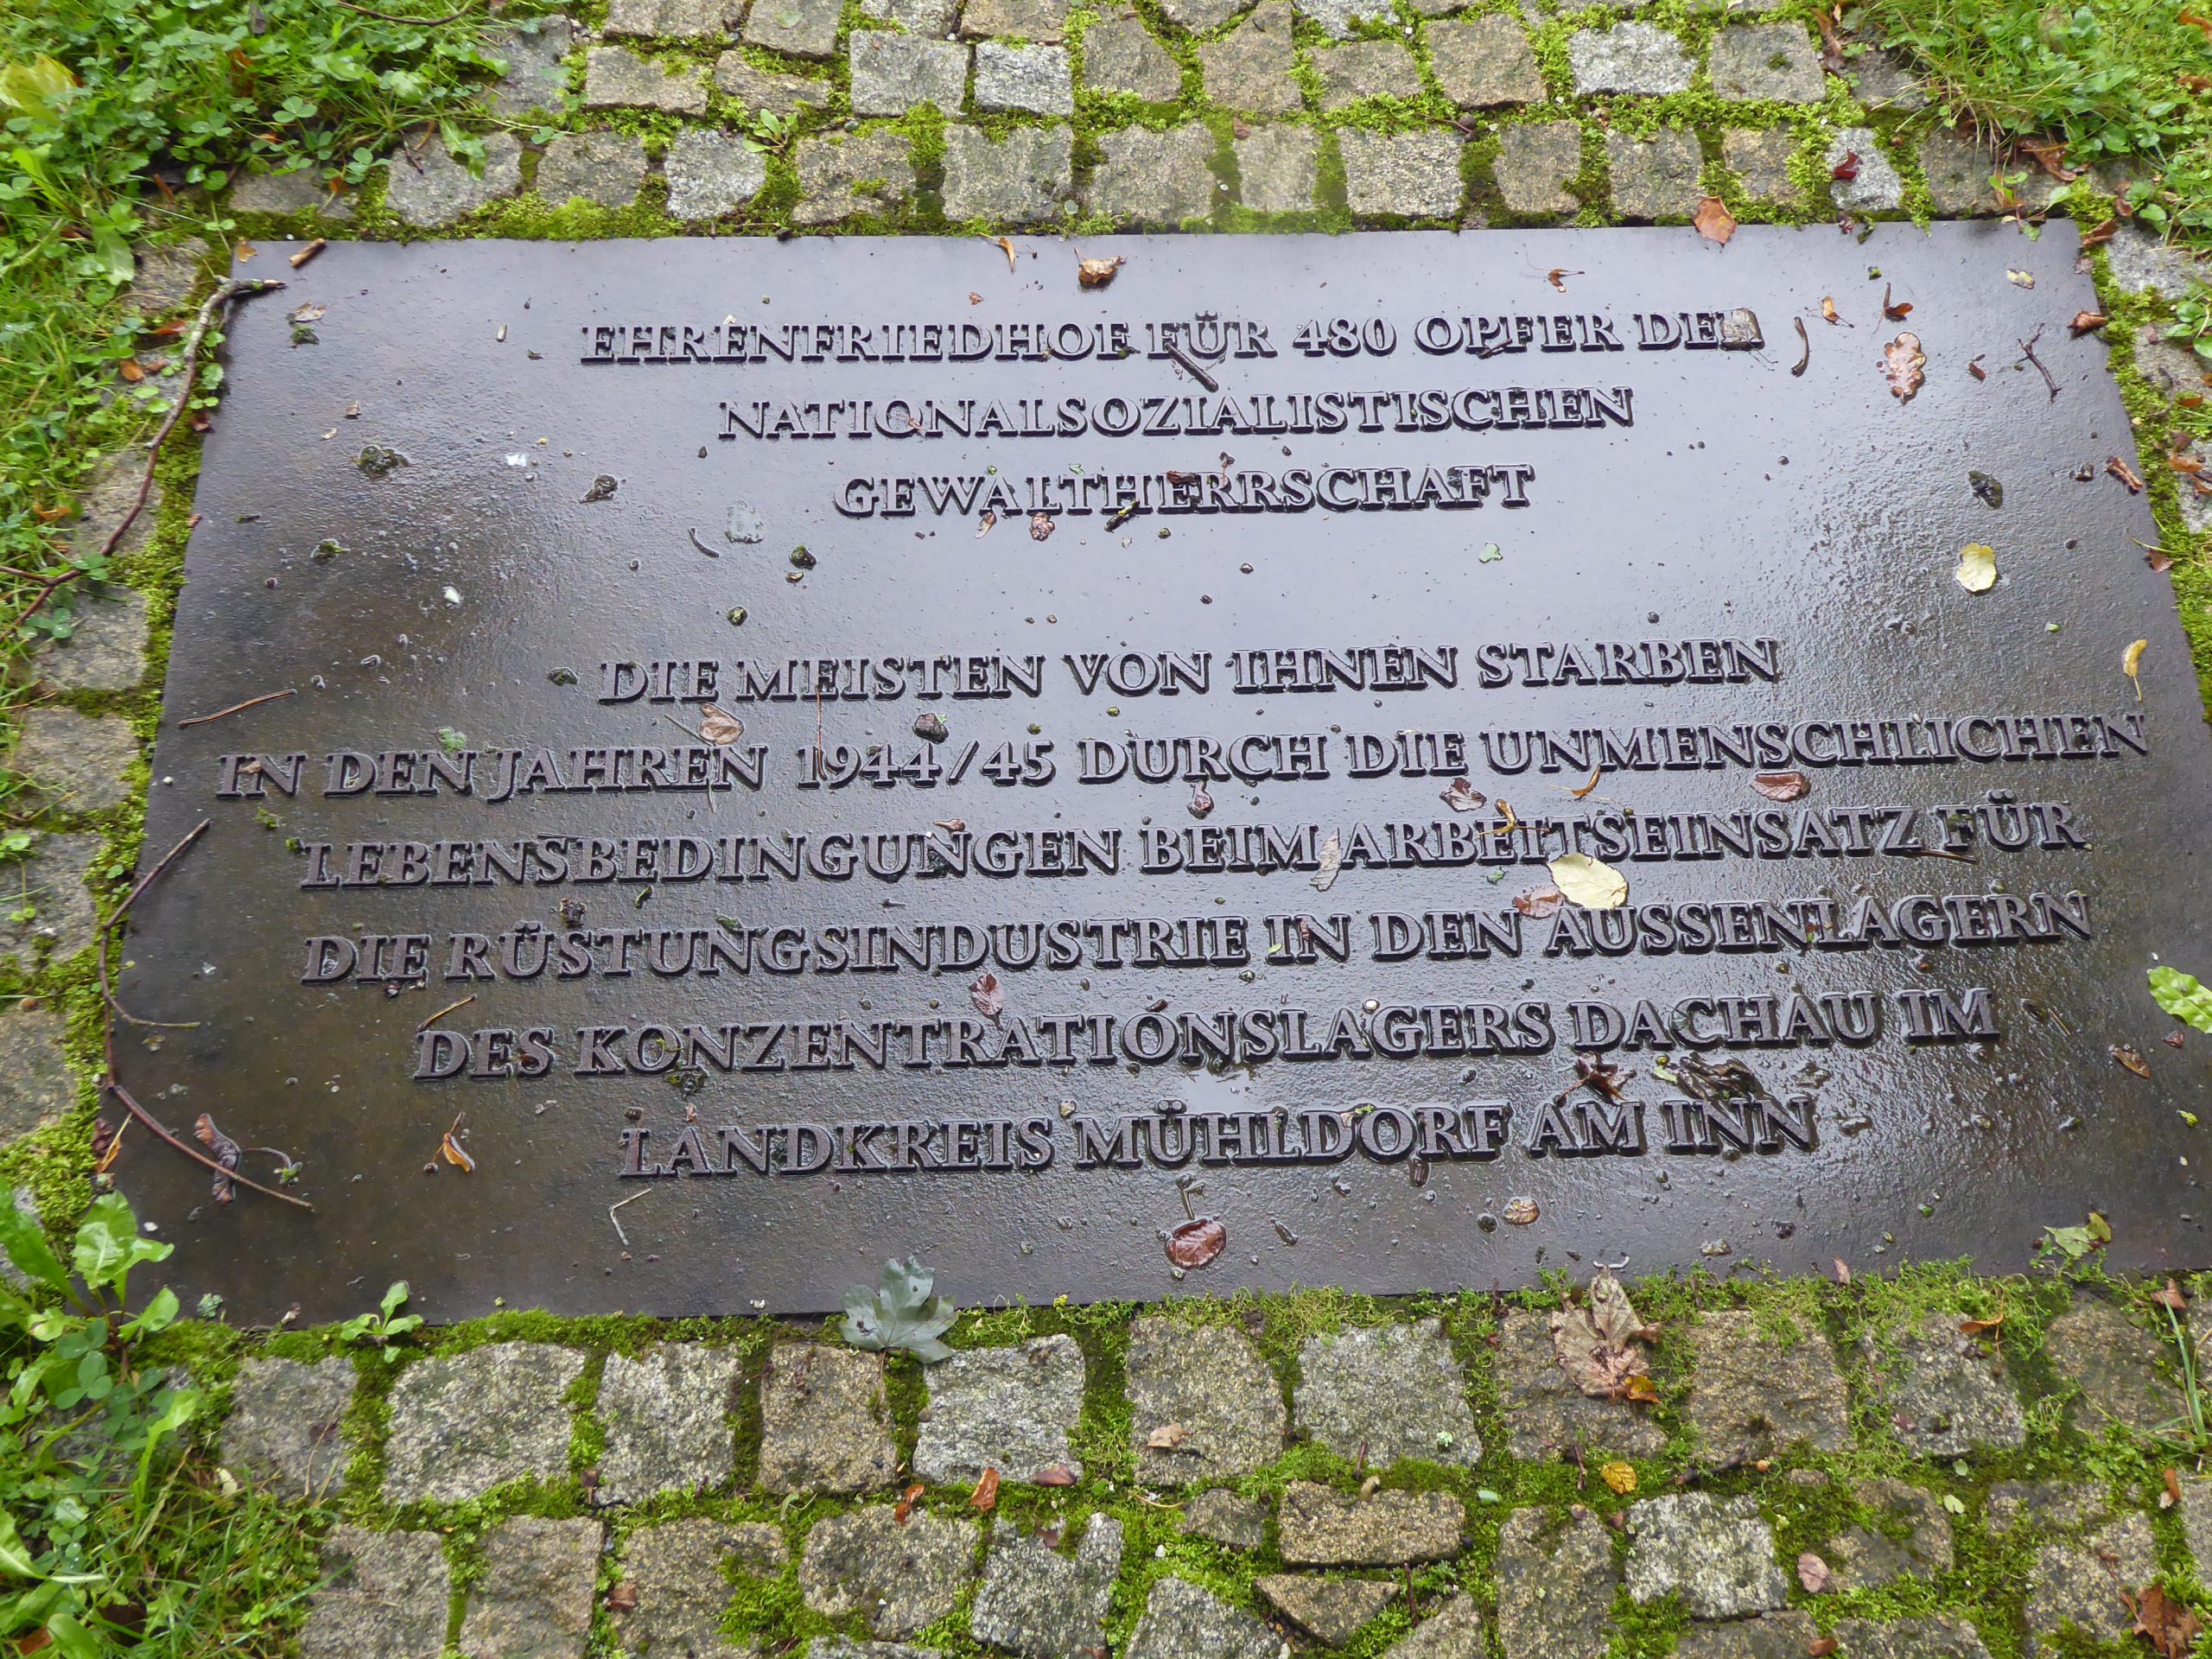 EHRENFRIEDHOF FÜR 480 OPFER DER
NATIONALSOZIALISTISCHEN
GEWALTHERRSCHAFT
DIE MEISTEN VON IHNEN STARBEN
IN DEN JAHREN 1944/45 DURCH DIE UNMENSCHLICHEN
LEBENSBEDINGUNGEN BEIM ARBEITSEINSATZ FÜR
DIE RÜSTUNGSINDUSTRIE IN DEN AUSSENLAGERN
DES KONZENTRATIONSLAGERS DACHAU IM
LANDKREIS MÜHLDORF AM INN